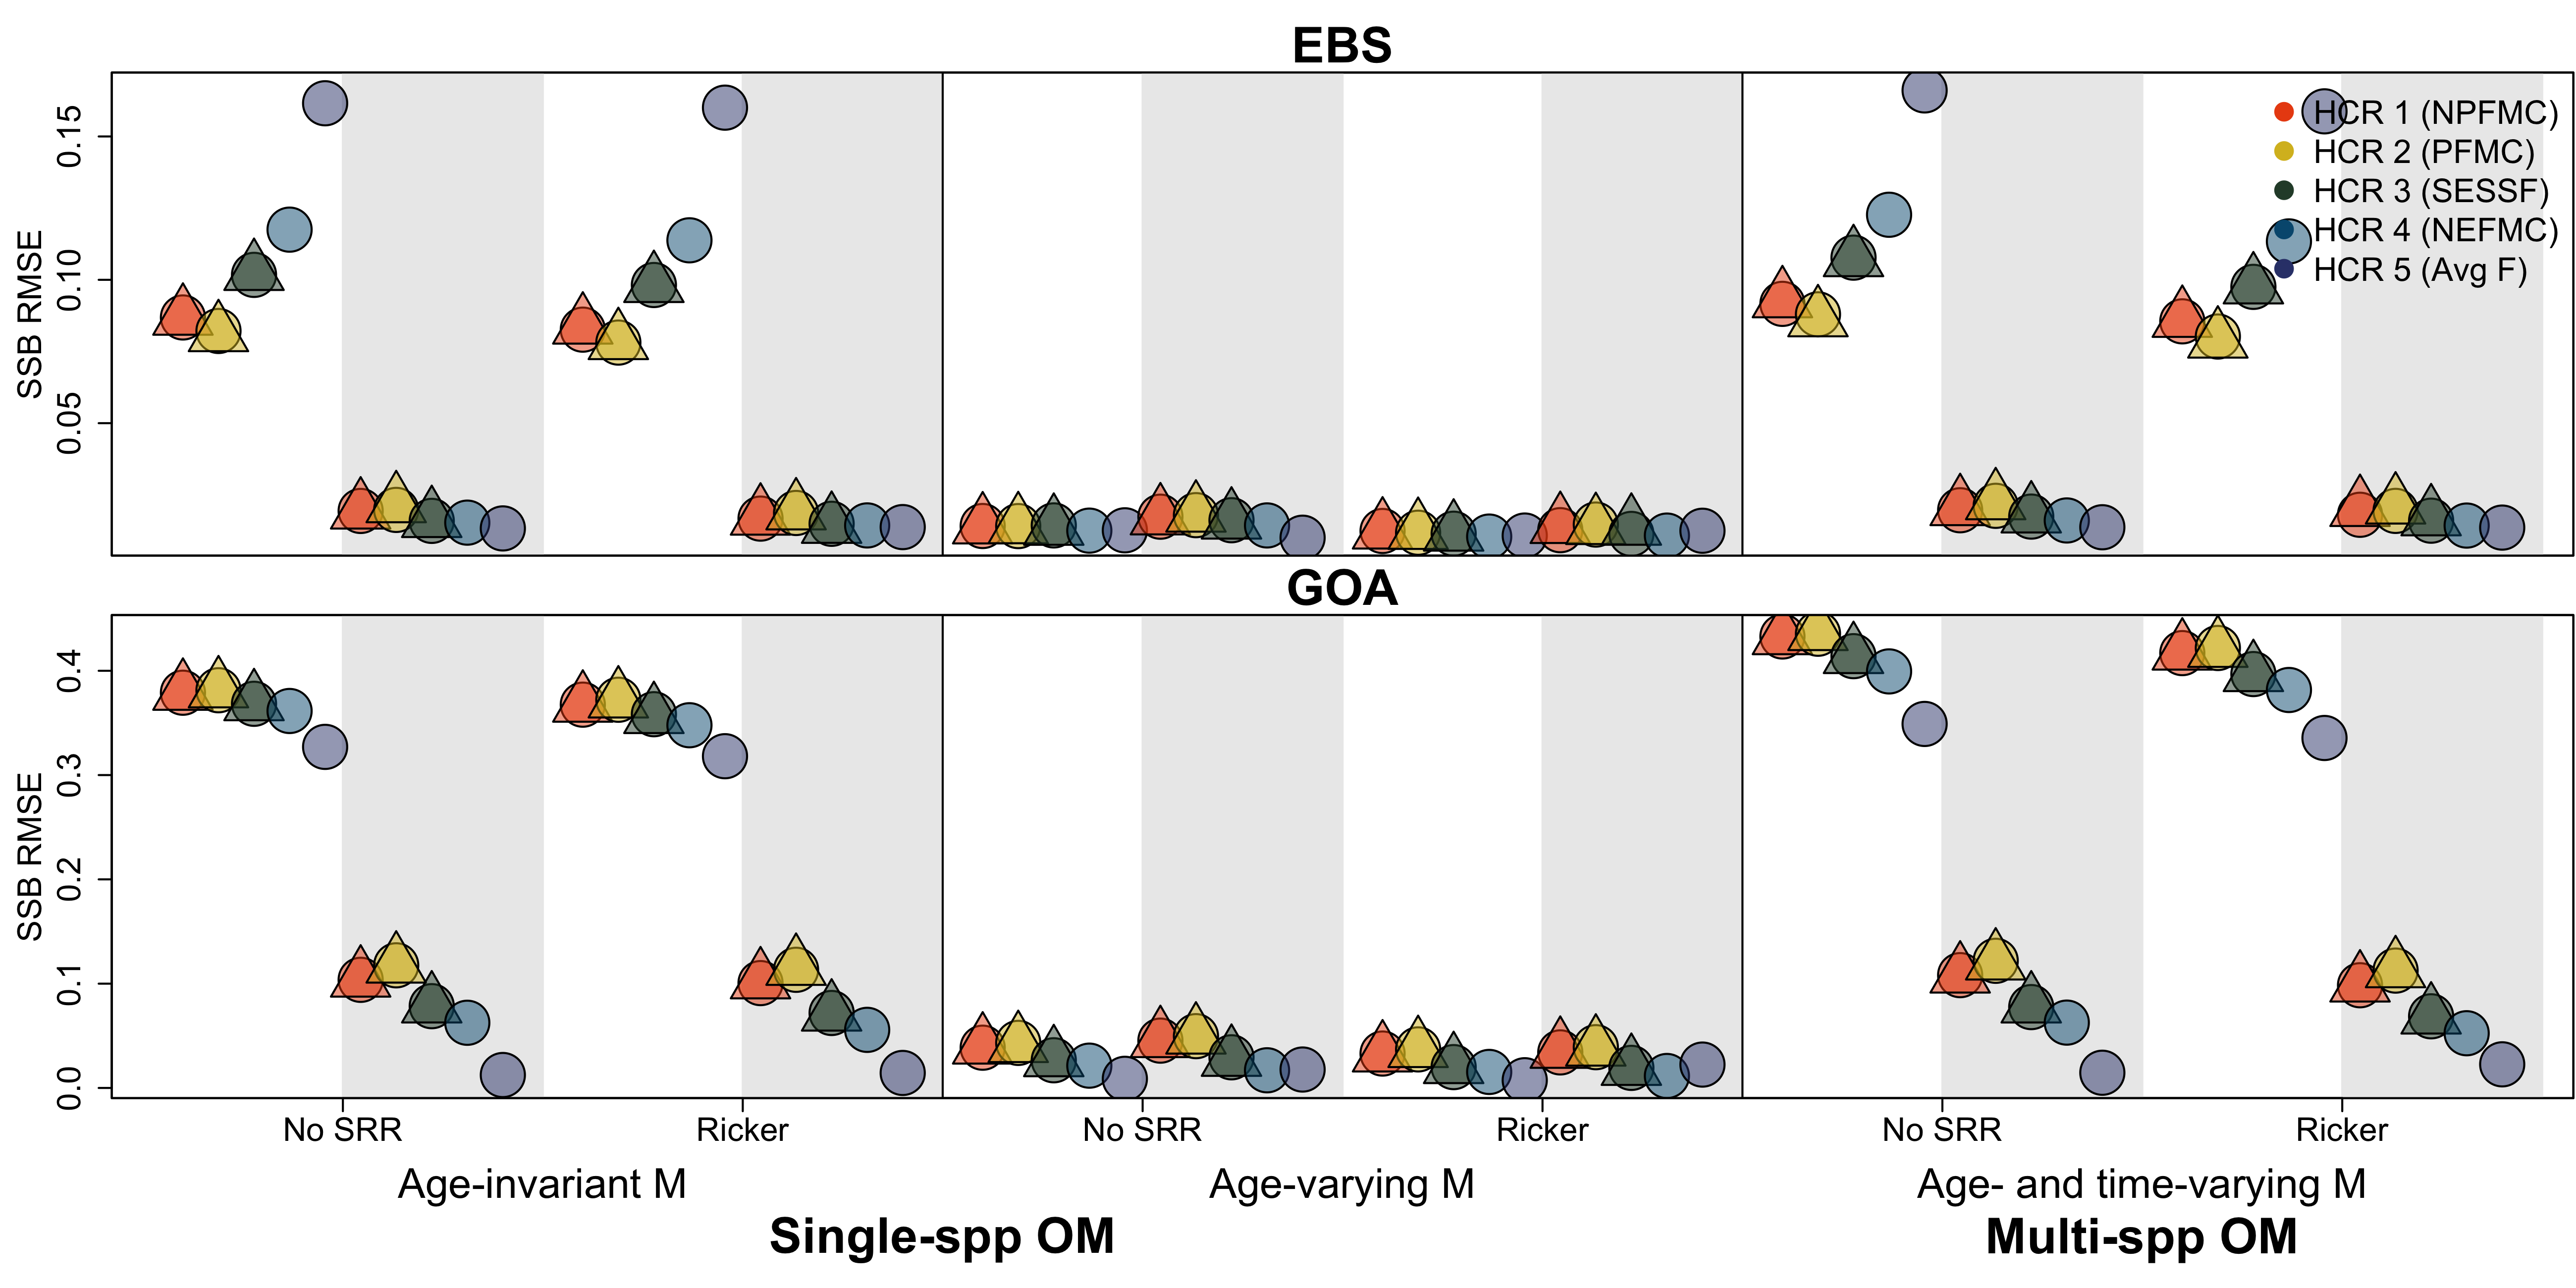 EBS
SSB RMSE
0.15
0.10
0.05
HCR 1 (NPFMC)
HCR 2 (PFMC)
HCR 3 (SESSF)
HCR 4 (NEFMC)
HCR 5 (Avg F)
GOA
SSB RMSE
0.4
0.3
0.2
0.1
0.0
No SRR Ricker No SRR Ricker No SRR Ricker
Age-invariant M Age-varying M Age- and time-varying M
Single-spp OM Multi-spp OM